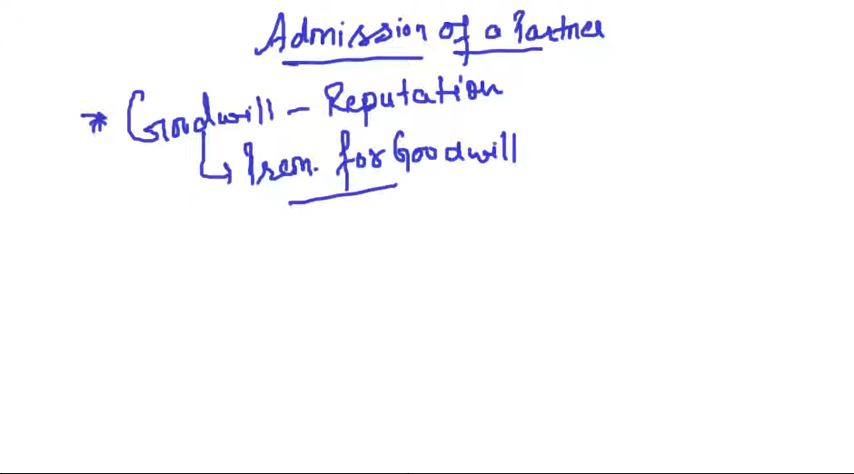 Admission of a Partner
* Goodwill - Reputation
↳ Prem. for Goodwill